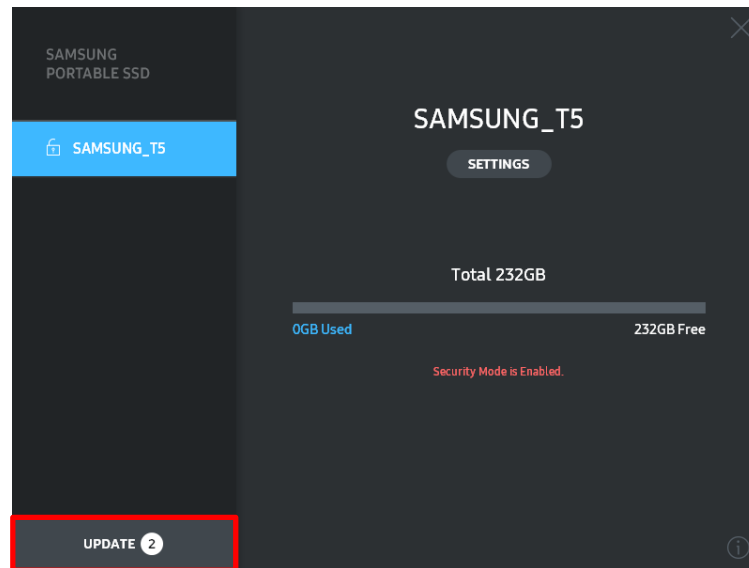 SAMSUNG
PORTABLE SSD
SAMSUNG_T5
SAMSUNG_T5
SETTINGS
Total 232GB
0GB Used
232GB Free
Security Mode is Enabled.
UPDATE 2